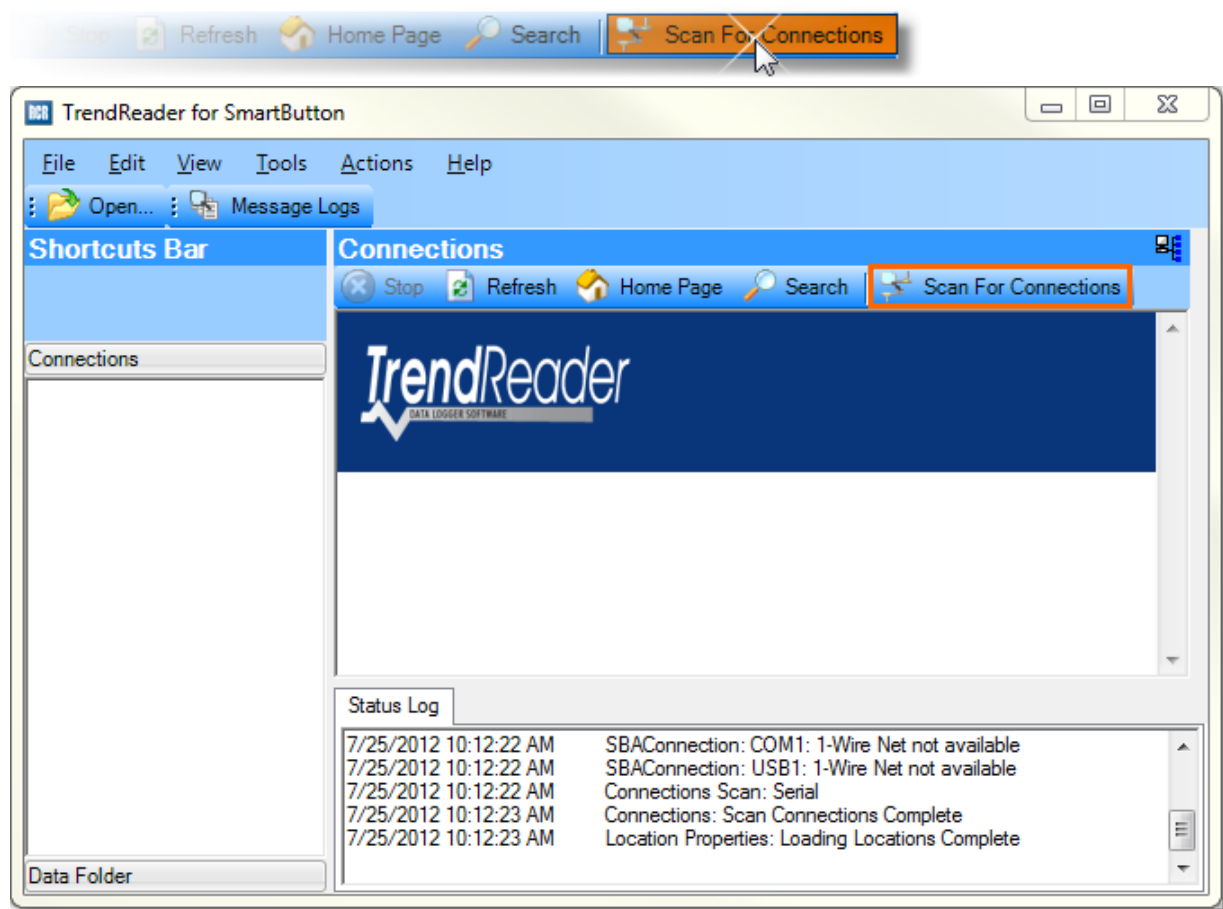 Stop Refresh Home Page Search Scan For Connections
ACR TrendReader for SmartButton
File Edit View Tools Actions Help
Open... Message Logs
Shortcuts Bar
Connections
Stop Refresh Home Page Search Scan For Connections
Connections
TrendReader
DATA LOGGER SOFTWARE
Status Log
7/25/2012 10:12:22 AM SBAConnection: COM1: 1-Wire Net not available
7/25/2012 10:12:22 AM SBAConnection: USB1: 1-Wire Net not available
7/25/2012 10:12:22 AM Connections Scan: Serial
7/25/2012 10:12:23 AM Connections: Scan Connections Complete
7/25/2012 10:12:23 AM Location Properties: Loading Locations Complete
Data Folder